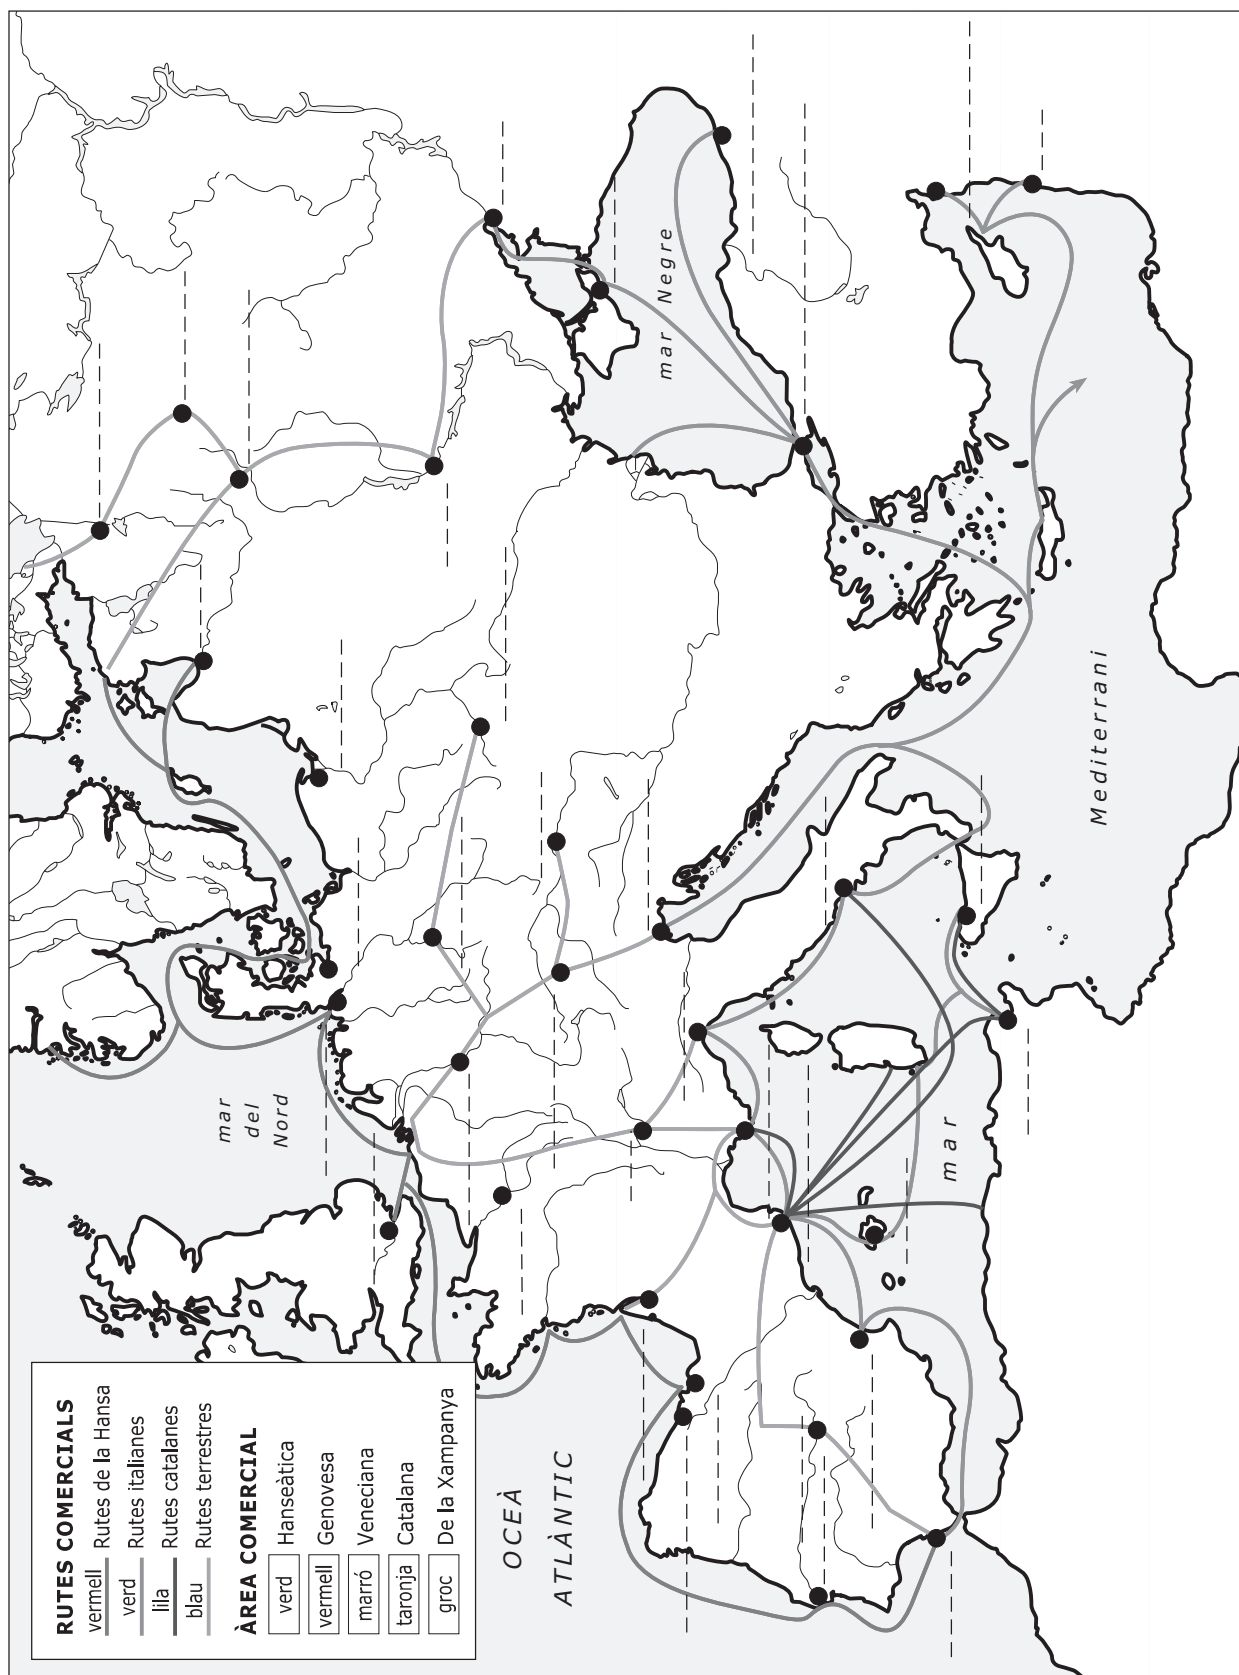 RUTES COMERCIALS
vermell Rutes de la Hansa
verd Rutes italianes
lila Rutes catalanes
blau Rutes terrestres
ÀREA COMERCIAL
verd Hanseàtica
vermell Genovesa
marró Veneciana
taronja Catalana
groc De la Xampanya
OCEÀ
ATLÀNTIC
mar
del
Nord
mar Negre
mar
Mediterrani